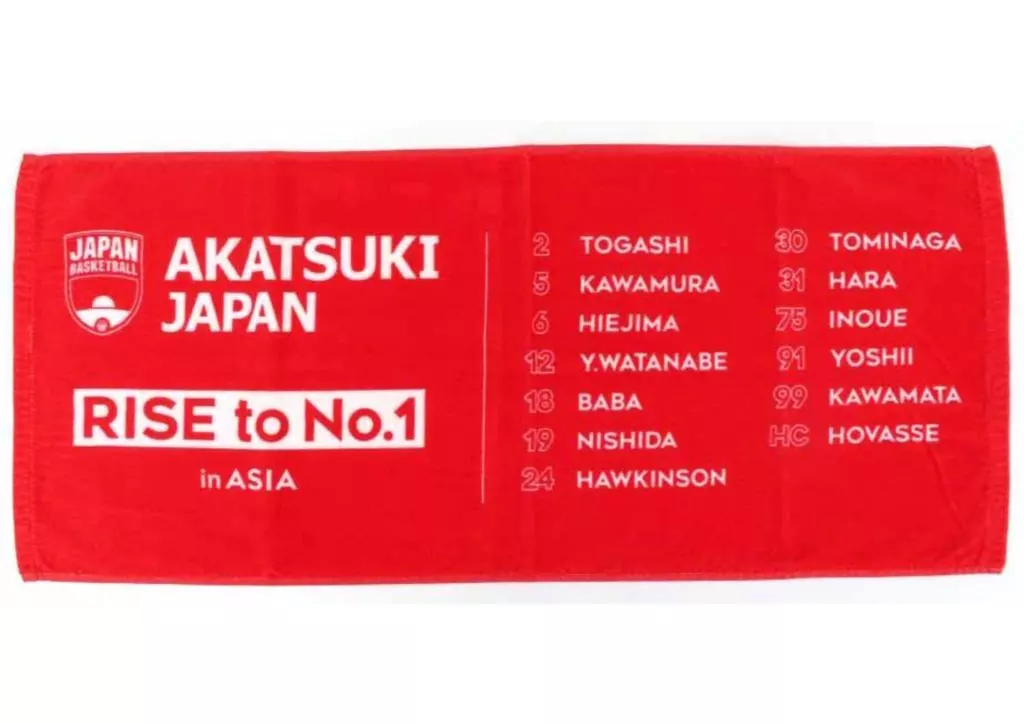 JAPAN
BASKETBALL
AKATSUKI
JAPAN
RISE to No.1
in ASIA
2 TOGASHI
5 KAWAMURA
6 HIEJIMA
12 Y.WATANABE
18 BABA
19 NISHIDA
24 HAWKINSON
30 TOMINAGA
31 HARA
75 INOUE
91 YOSHII
99 KAWAMATA
HC HOVASSE